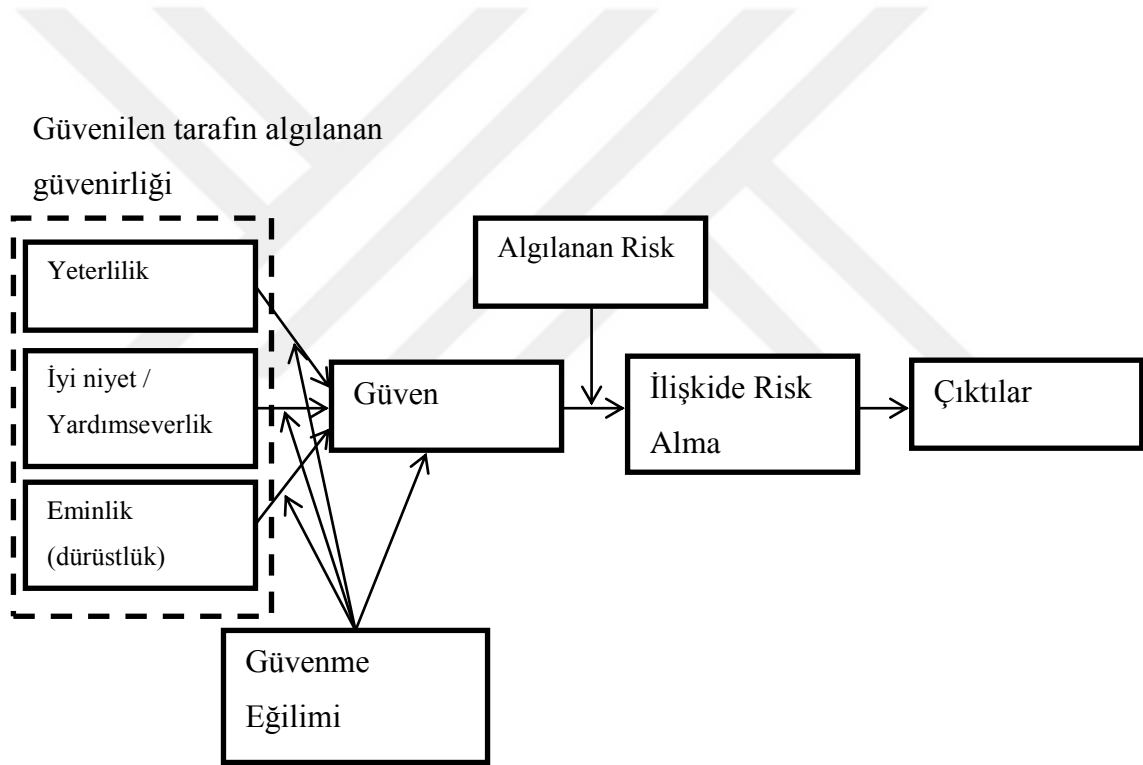 Güvenilen tarafın algılanan
güvenirliği
Yeterlilik
İyi niyet /
Yardımseverlik
Eminlik
(dürüstlük)
Algılanan Risk
Güven
İlişkide Risk
Alma
Çıktılar
Güvenme
Eğilimi